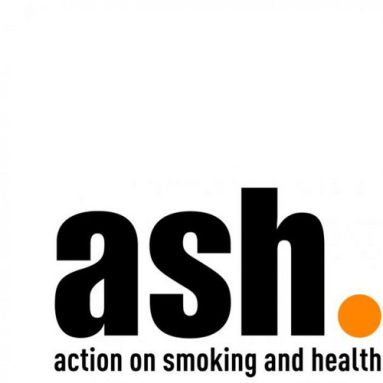 ash.
action on smoking and health